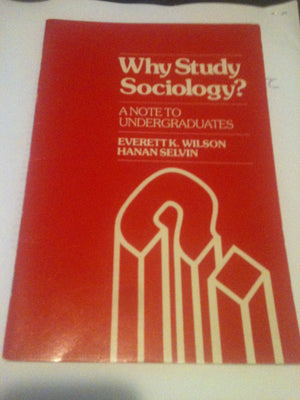 Why Study
Sociology?
A NOTE TO
UNDERGRADUATES
EVERETT K. WILSON
HANAN SELVIN